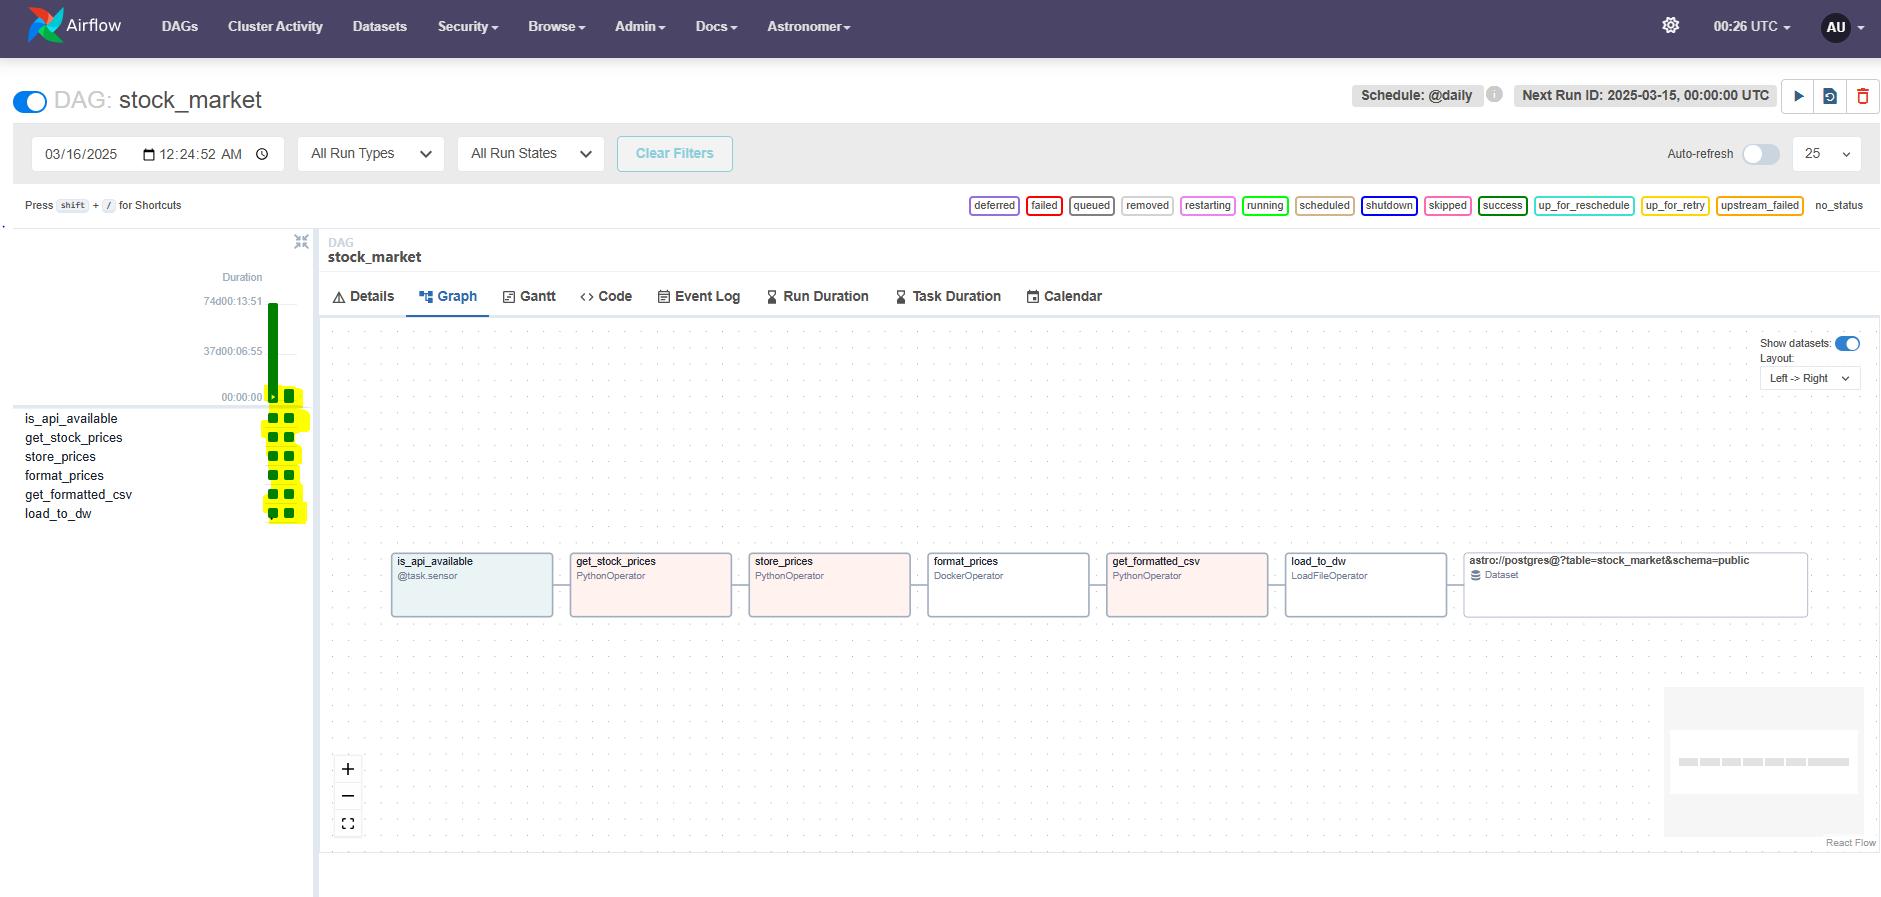 Airflow DAGs Cluster Activity Datasets Security Browse Admin Docs Astronomer 00:26 UTC AU
DAG: stock_market Schedule: @daily i Next Run ID: 2025-03-15, 00:00:00 UTC
03/16/2025 12:24:52 AM All Run Types All Run States Clear Filters Auto-refresh 25
Press shift + / for Shortcuts deferred failed queued removed restarting running scheduled shutdown skipped success up_for_reschedule up_for_retry upstream_failed no_status
DAG
stock_market
Duration
74d00:13:51
37d00:06:55
00:00:00
is_api_available
get_stock_prices
store_prices
format_prices
get_formatted_csv
load_to_dw
Details Graph Gantt Code Event Log Run Duration Task Duration Calendar
Show datasets:
Layout:
Left -> Right
is_api_available
@task.sensor
get_stock_prices
PythonOperator
store_prices
PythonOperator
format_prices
DockerOperator
get_formatted_csv
PythonOperator
load_to_dw
LoadFileOperator
astro://postgres@?table=stock_market&schema=public
Dataset
React Flow